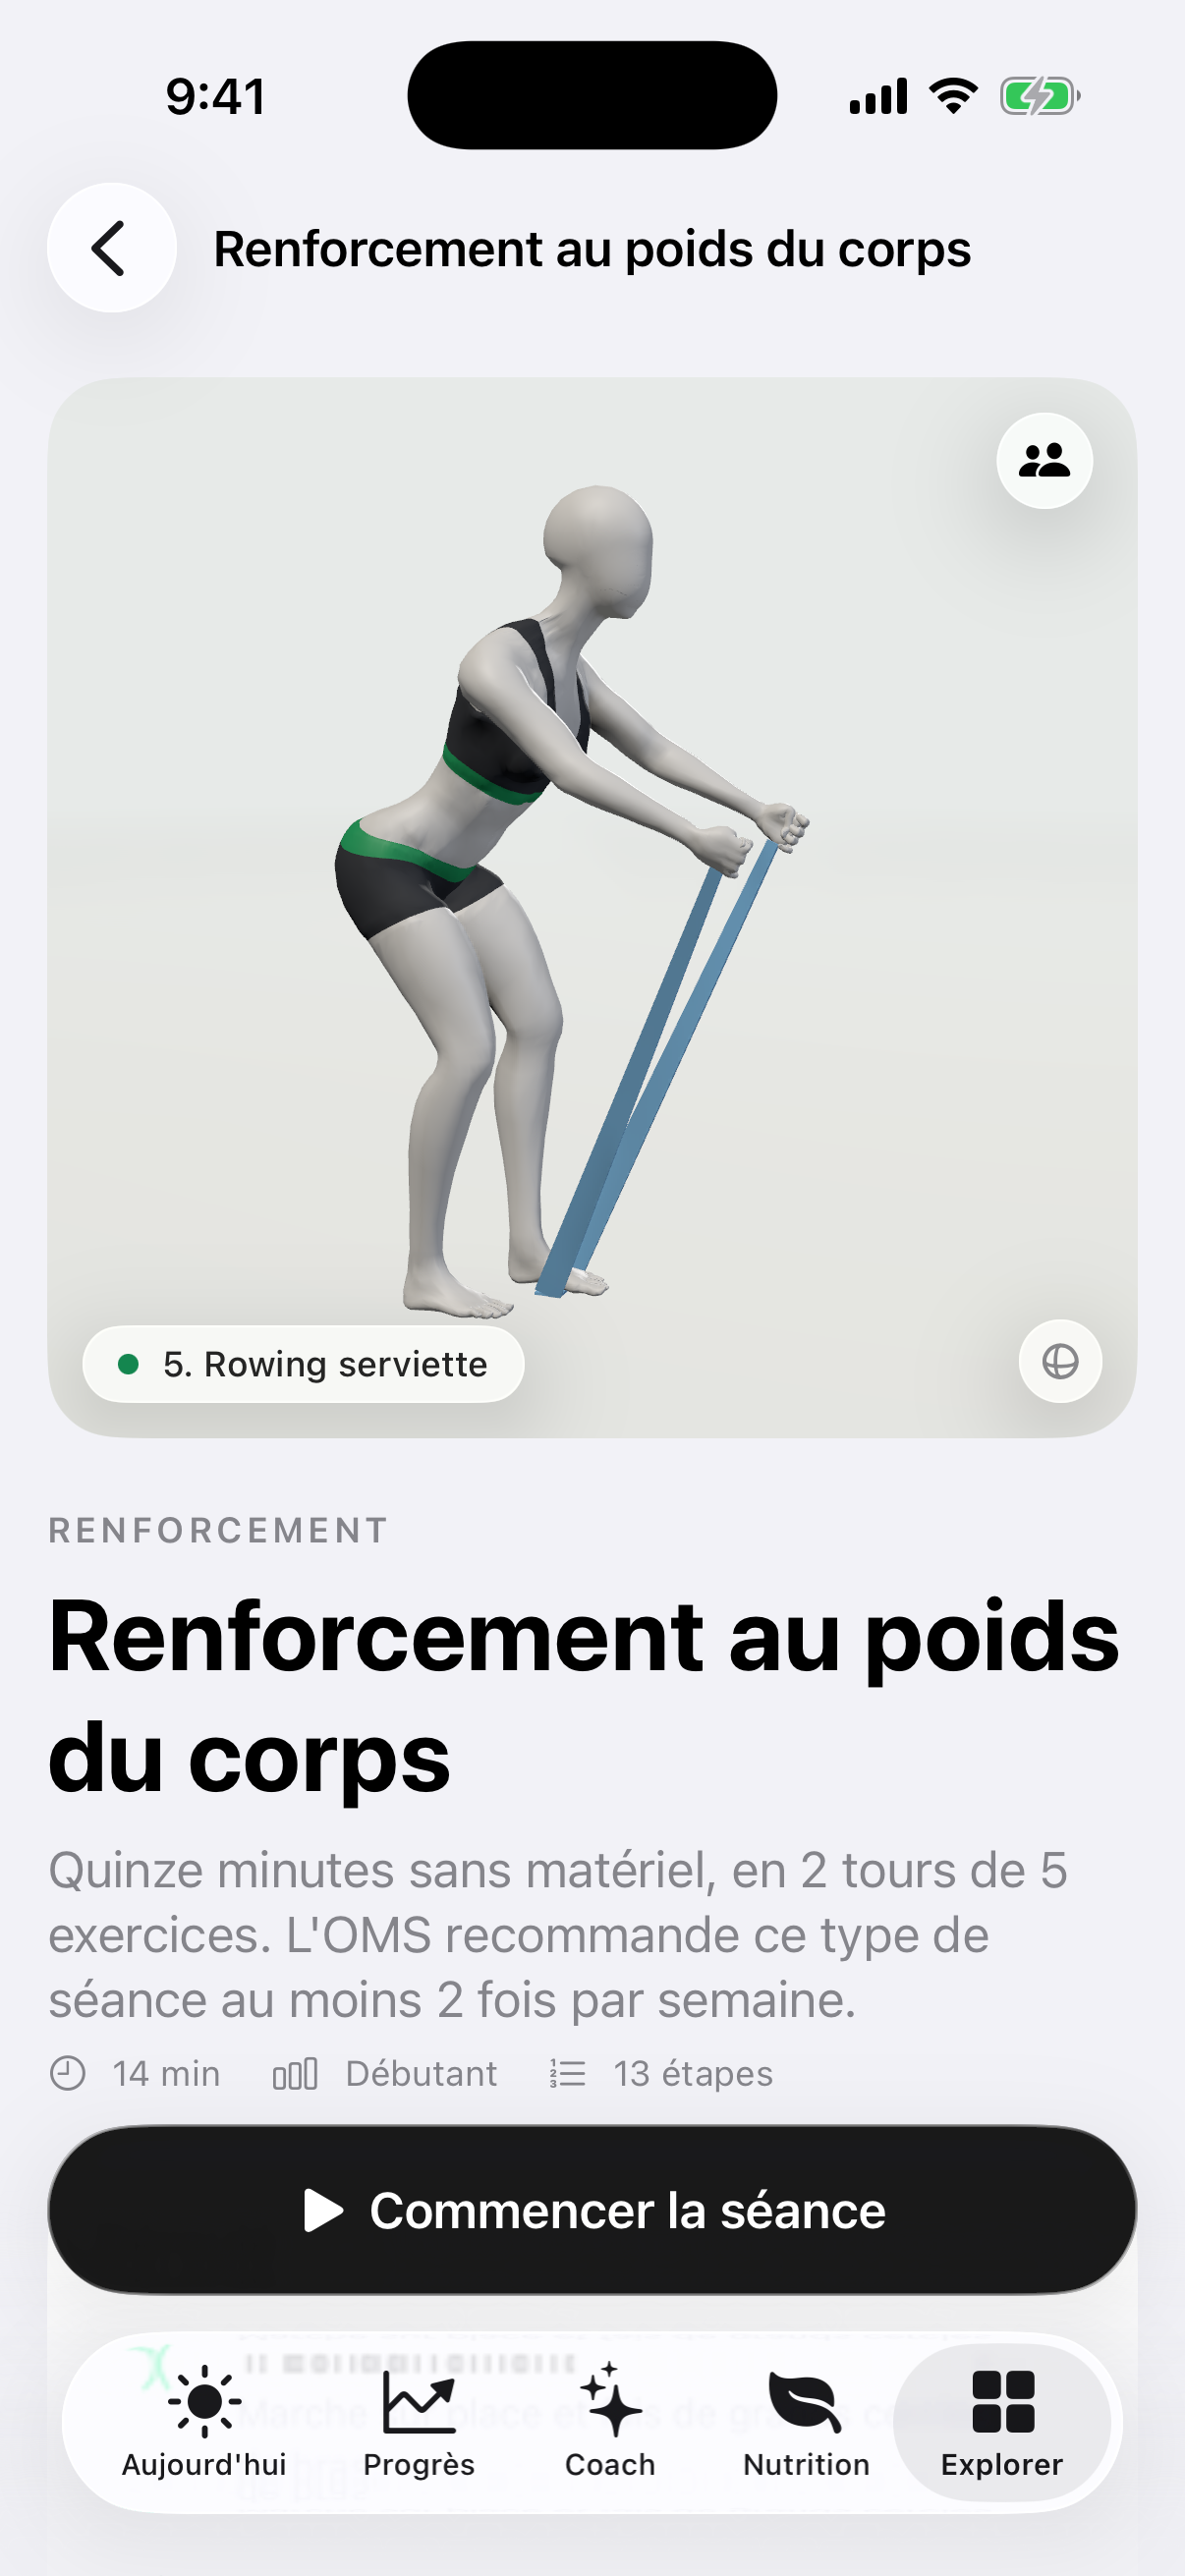 9:41
Renforcement au poids du corps
5. Rowing serviette
RENFORCEMENT
Renforcement au poids
du corps
Quinze minutes sans matériel, en 2 tours de 5
exercices. L'OMS recommande ce type de
séance au moins 2 fois par semaine.
14 min Débutant 13 étapes
Commencer la séance
Aujourd'hui Progrès Coach Nutrition Explorer